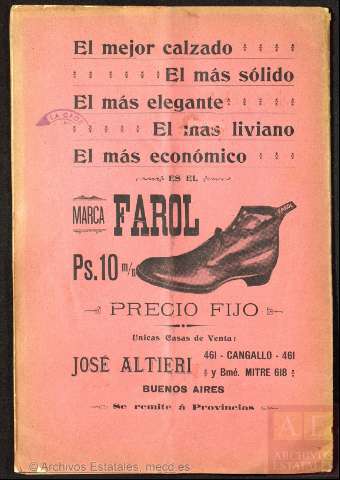 El mejor calzado
El más sólido
El más elegante
El mas liviano
El más económico
ES EL
MARCA FAROL
Ps. 10 m/n
PRECIO FIJO
Unicas Casas de Venta:
JOSÉ ALTIERI
461 - CANGALLO - 461
y Bmé. MITRE 618
BUENOS AIRES
Se remite á Provincias
ARCHIVOS
ESTATALES
© Archivos Estatales, mecd.es